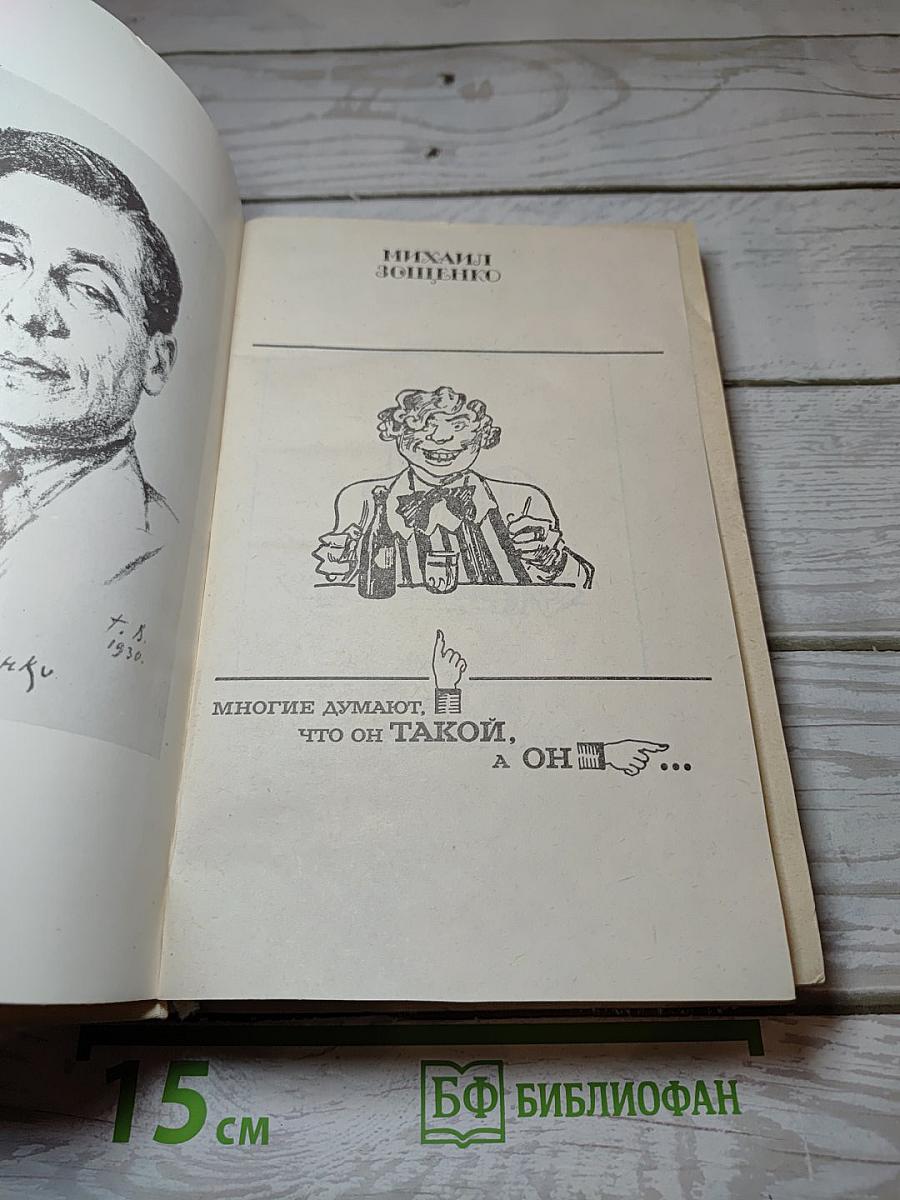 МИХАИЛ
ЗОЩЕНКО
Х. В.
1930.
МНОГИЕ ДУМАЮТ,
ЧТО ОН ТАКОЙ,
А ОН ...
15 см
БФ БИБЛИОФАН